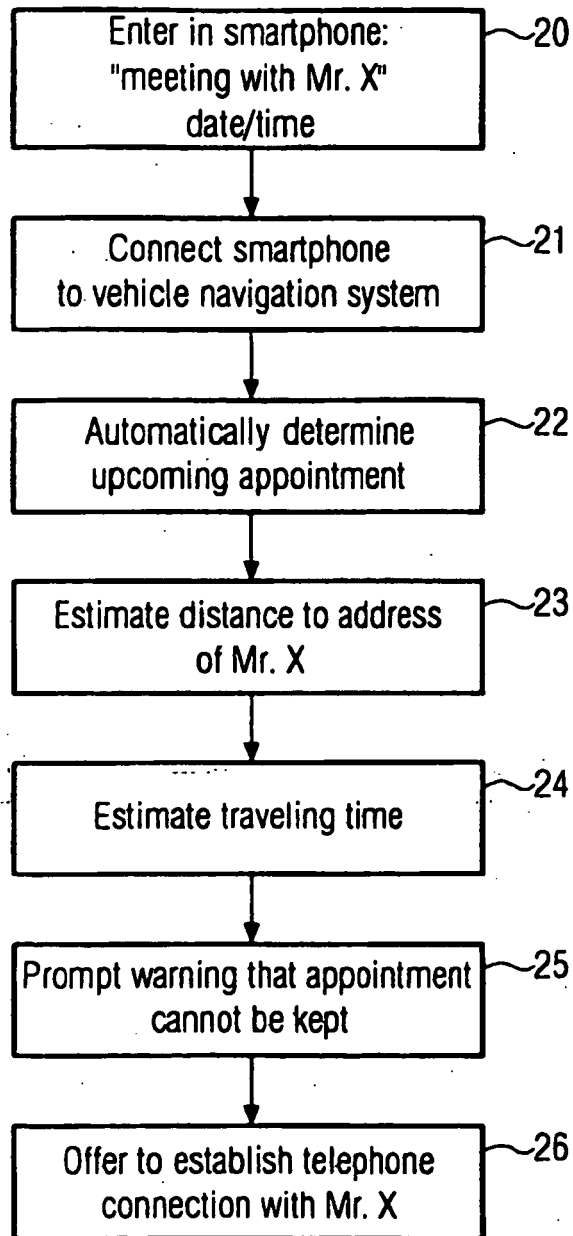 Enter in smartphone:
"meeting with Mr. X"
date/time
20
Connect smartphone
to vehicle navigation system
21
Automatically determine
upcoming appointment
22
Estimate distance to address
of Mr. X
23
Estimate traveling time
24
Prompt warning that appointment
cannot be kept
25
Offer to establish telephone
connection with Mr. X
26